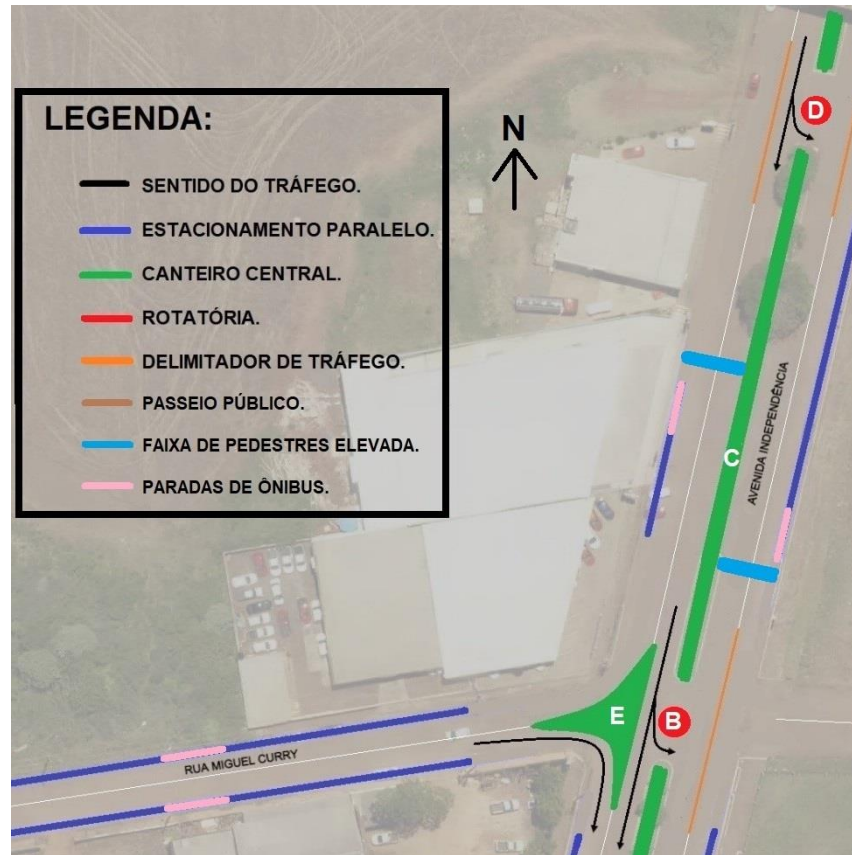 LEGENDA:
SENTIDO DO TRÁFEGO.
ESTACIONAMENTO PARALELO.
CANTEIRO CENTRAL.
ROTATÓRIA.
DELIMITADOR DE TRÁFEGO.
PASSEIO PÚBLICO.
FAIXA DE PEDESTRES ELEVADA.
PARADAS DE ÔNIBUS.
N
D
C
AVENIDA INDEPENDÊNCIA
E
B
RUA MIGUEL CURRY